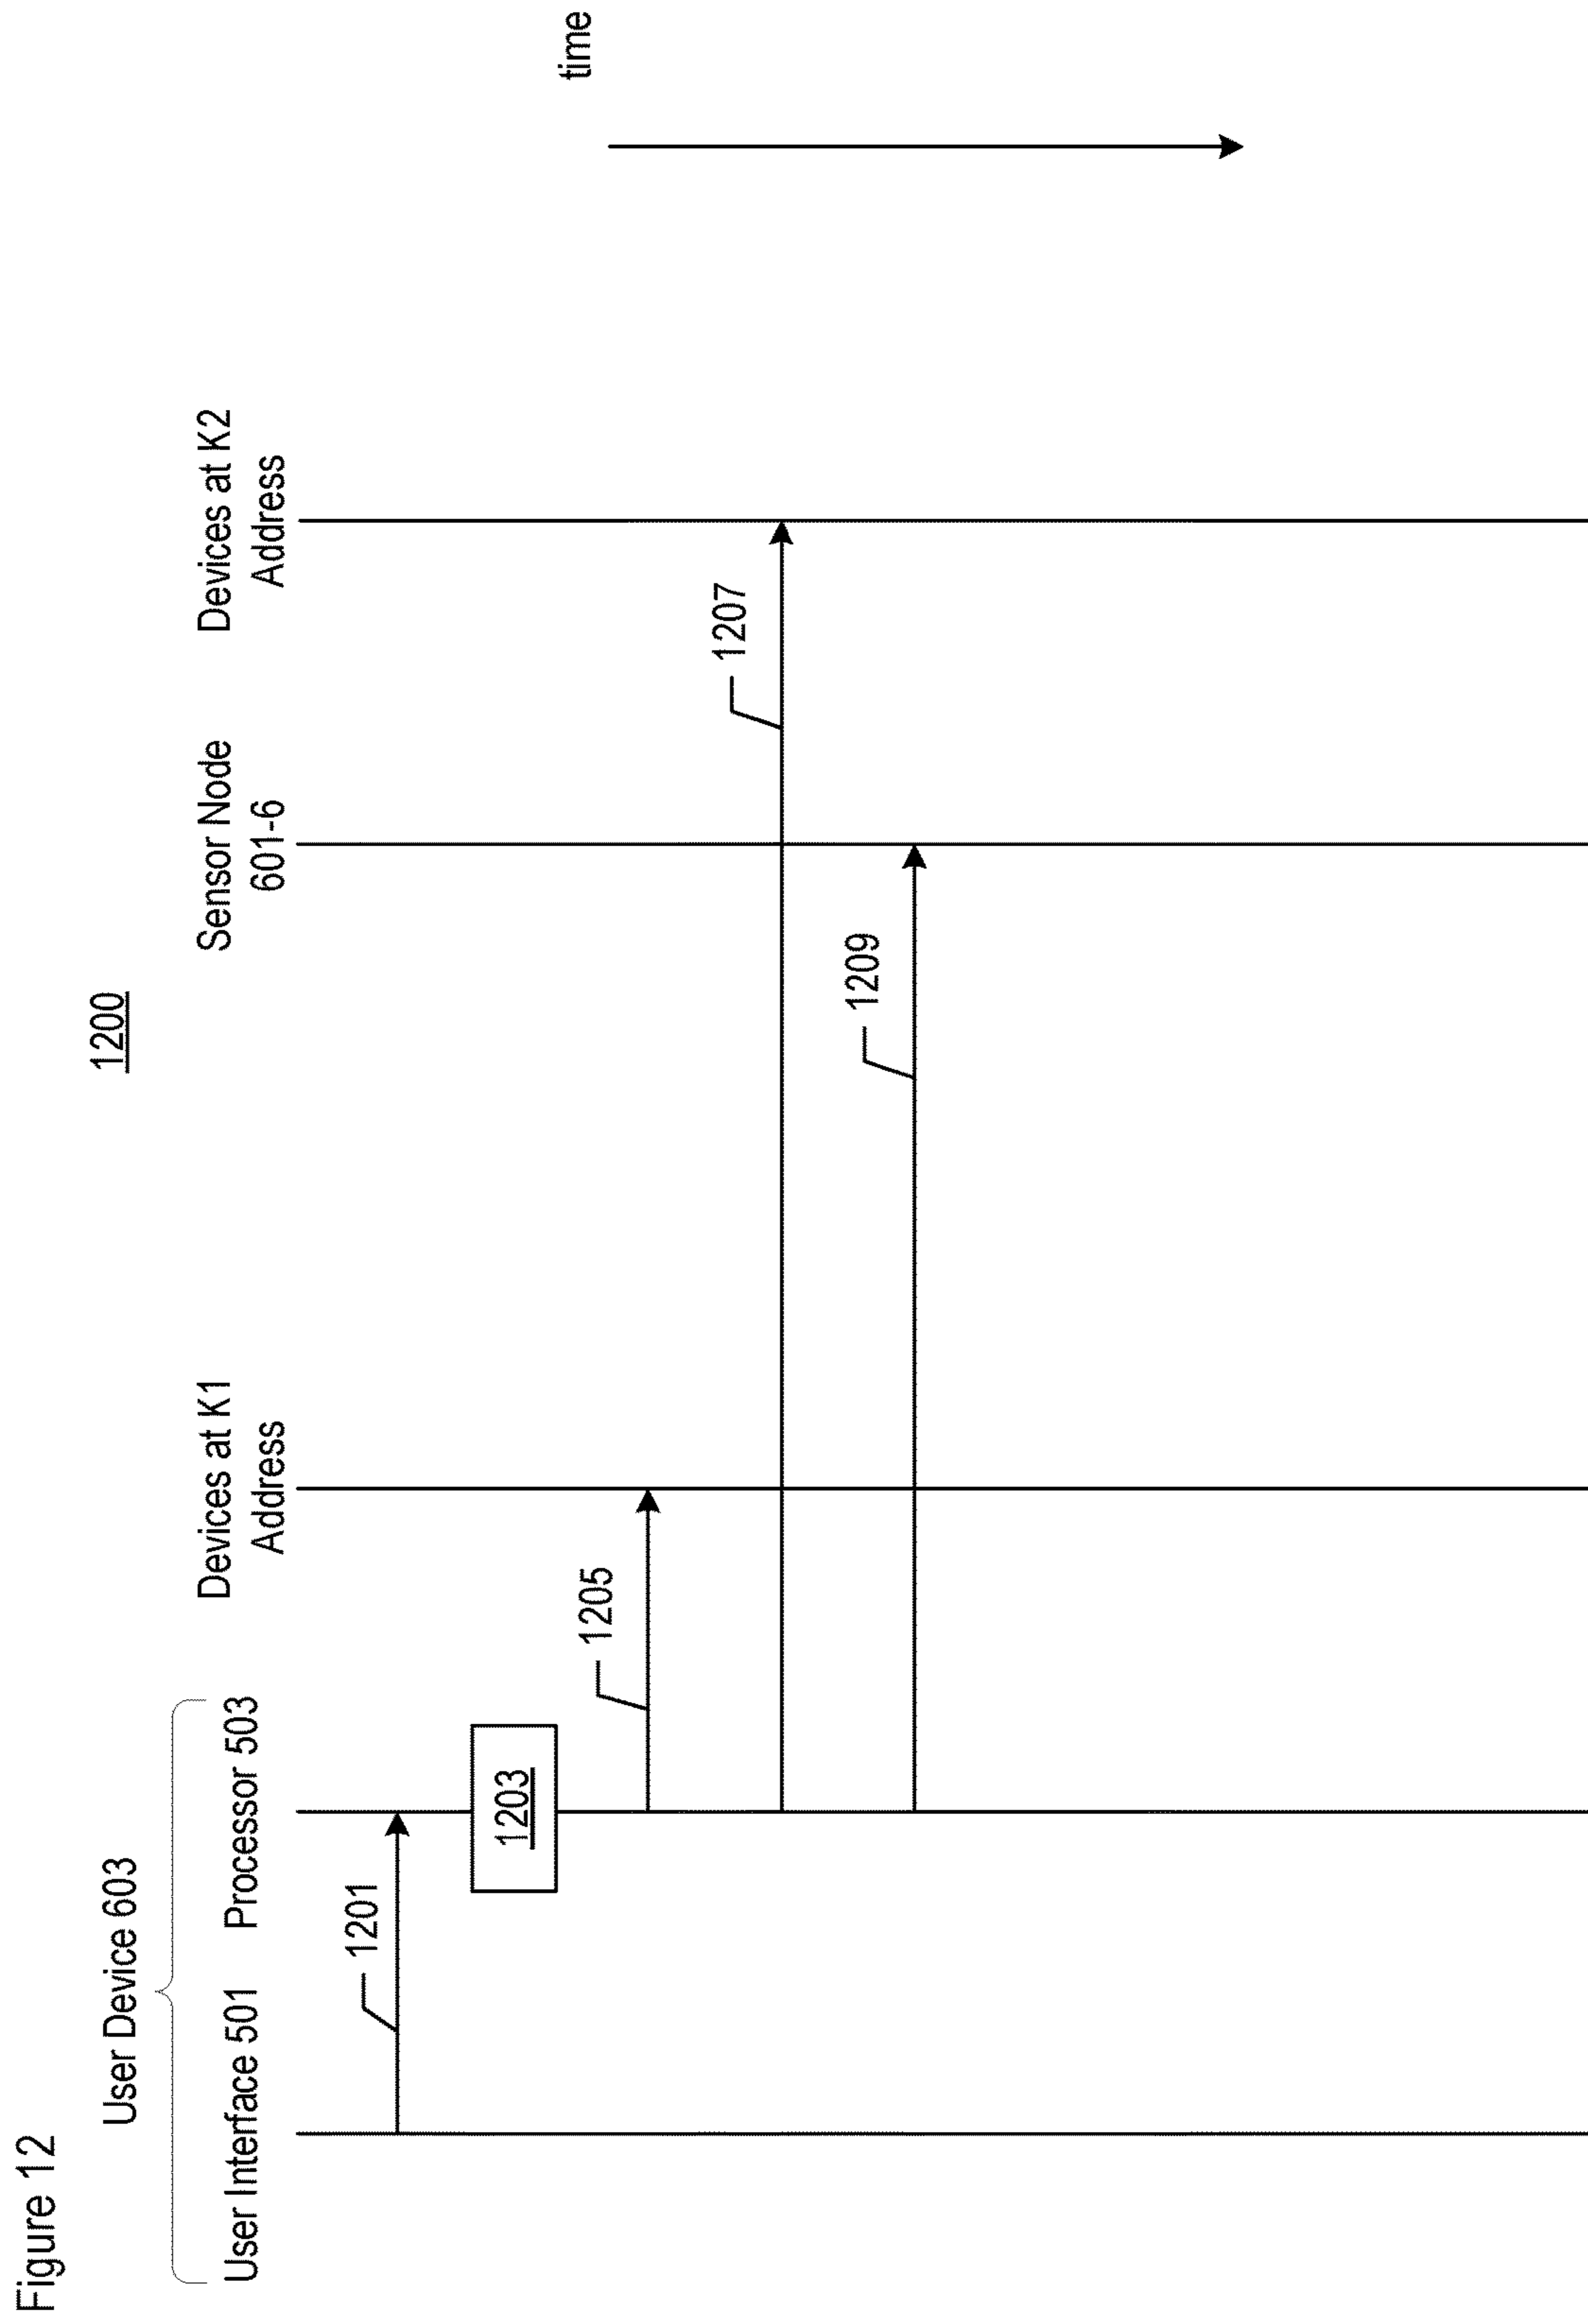 Figure 12
1200
User Device 603
User Interface 501
Processor 503
Devices at K1
Address
Sensor Node
601-6
Devices at K2
Address
time
1201
1203
1205
1207
1209